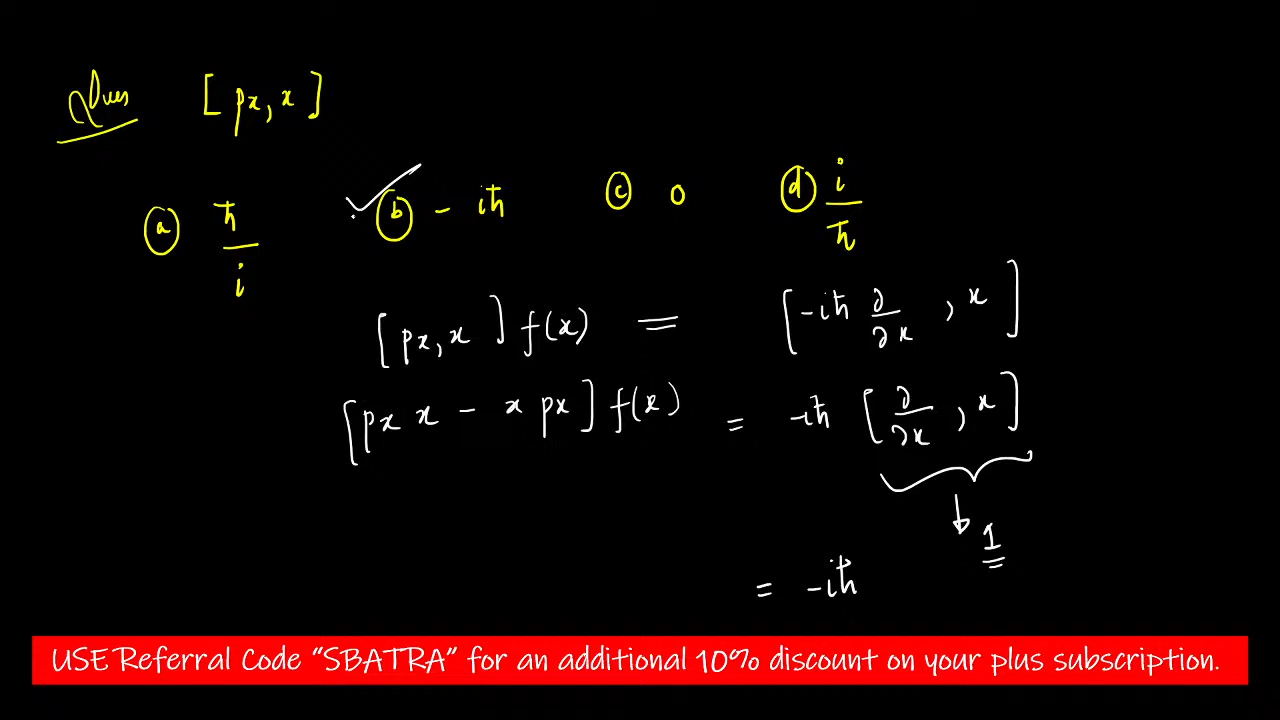 Ques [px, x]
(a) ħ/i (b) - iħ (c) 0 (d) i/ħ
[px, x] f(x) = [-iħ ∂/∂x , x]
[px x - x px] f(x) = -iħ [∂/∂x , x]
1
= -iħ
USE Referral Code "SBATRA" for an additional 10% discount on your plus subscription.